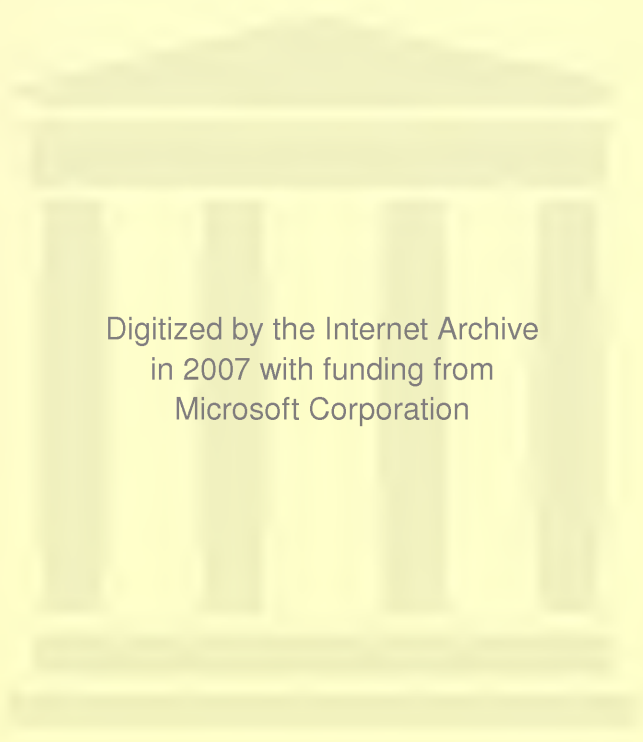 Digitized by the Internet Archive
in 2007 with funding from
Microsoft Corporation